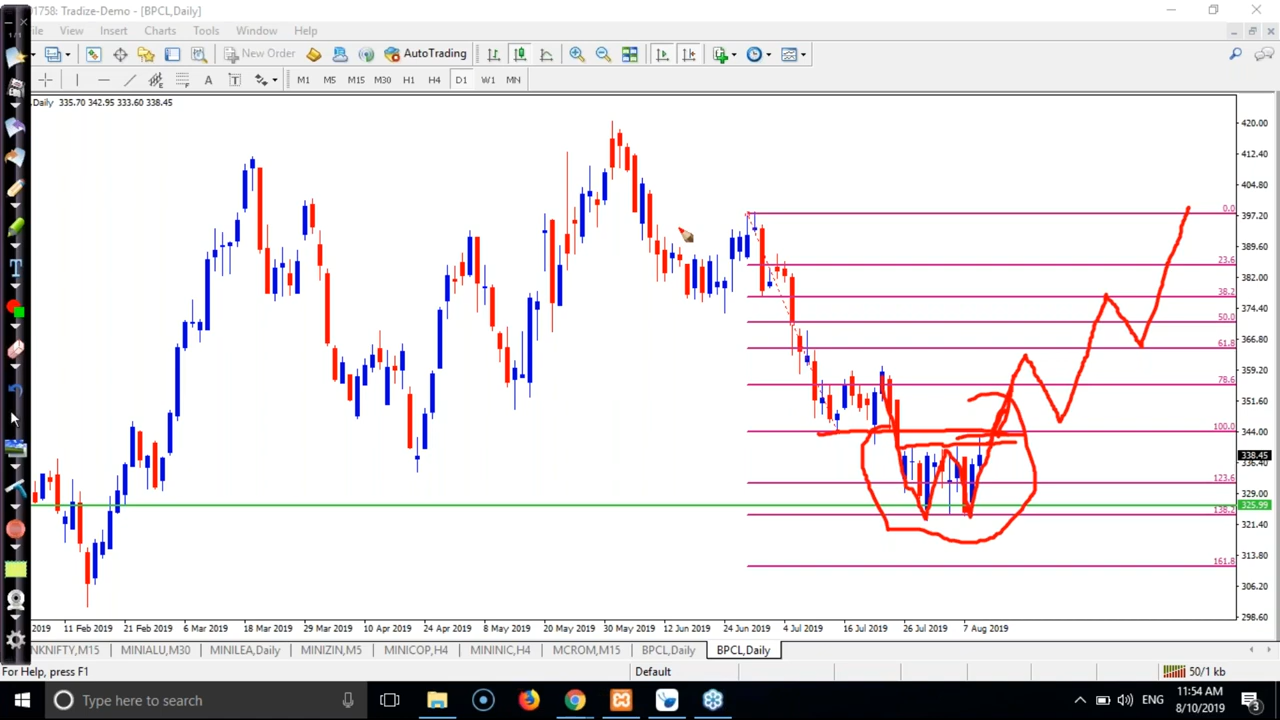 01758: Tradize-Demo - [BPCL,Daily]
ile View Insert Charts Tools Window Help
New Order AutoTrading
M1 M5 M15 M30 H1 H4 D1 W1 MN
1/1
.Daily 335.70 342.95 333.60 338.45
420.00
412.40
404.80
0.0
397.20
389.60
23.6
382.00
38.2
374.40
50.0
366.80
61.8
359.20
78.6
351.60
100.0
344.00
338.45
336.40
123.6
329.00
325.99
138.2
321.40
313.80
161.8
306.20
298.60
2019 11 Feb 2019 21 Feb 2019 6 Mar 2019 18 Mar 2019 29 Mar 2019 10 Apr 2019 24 Apr 2019 8 May 2019 20 May 2019 30 May 2019 12 Jun 2019 24 Jun 2019 4 Jul 2019 16 Jul 2019 26 Jul 2019 7 Aug 2019
NKNIFTY,M15 MINIALU,M30 MINILEA,Daily MINIZIN,M5 MINICOP,H4 MININIC,H4 MCROM,M15 BPCL,Daily BPCL,Daily
For Help, press F1 Default 50/1 kb
Type here to search
ENG
11:54 AM
8/10/2019
3